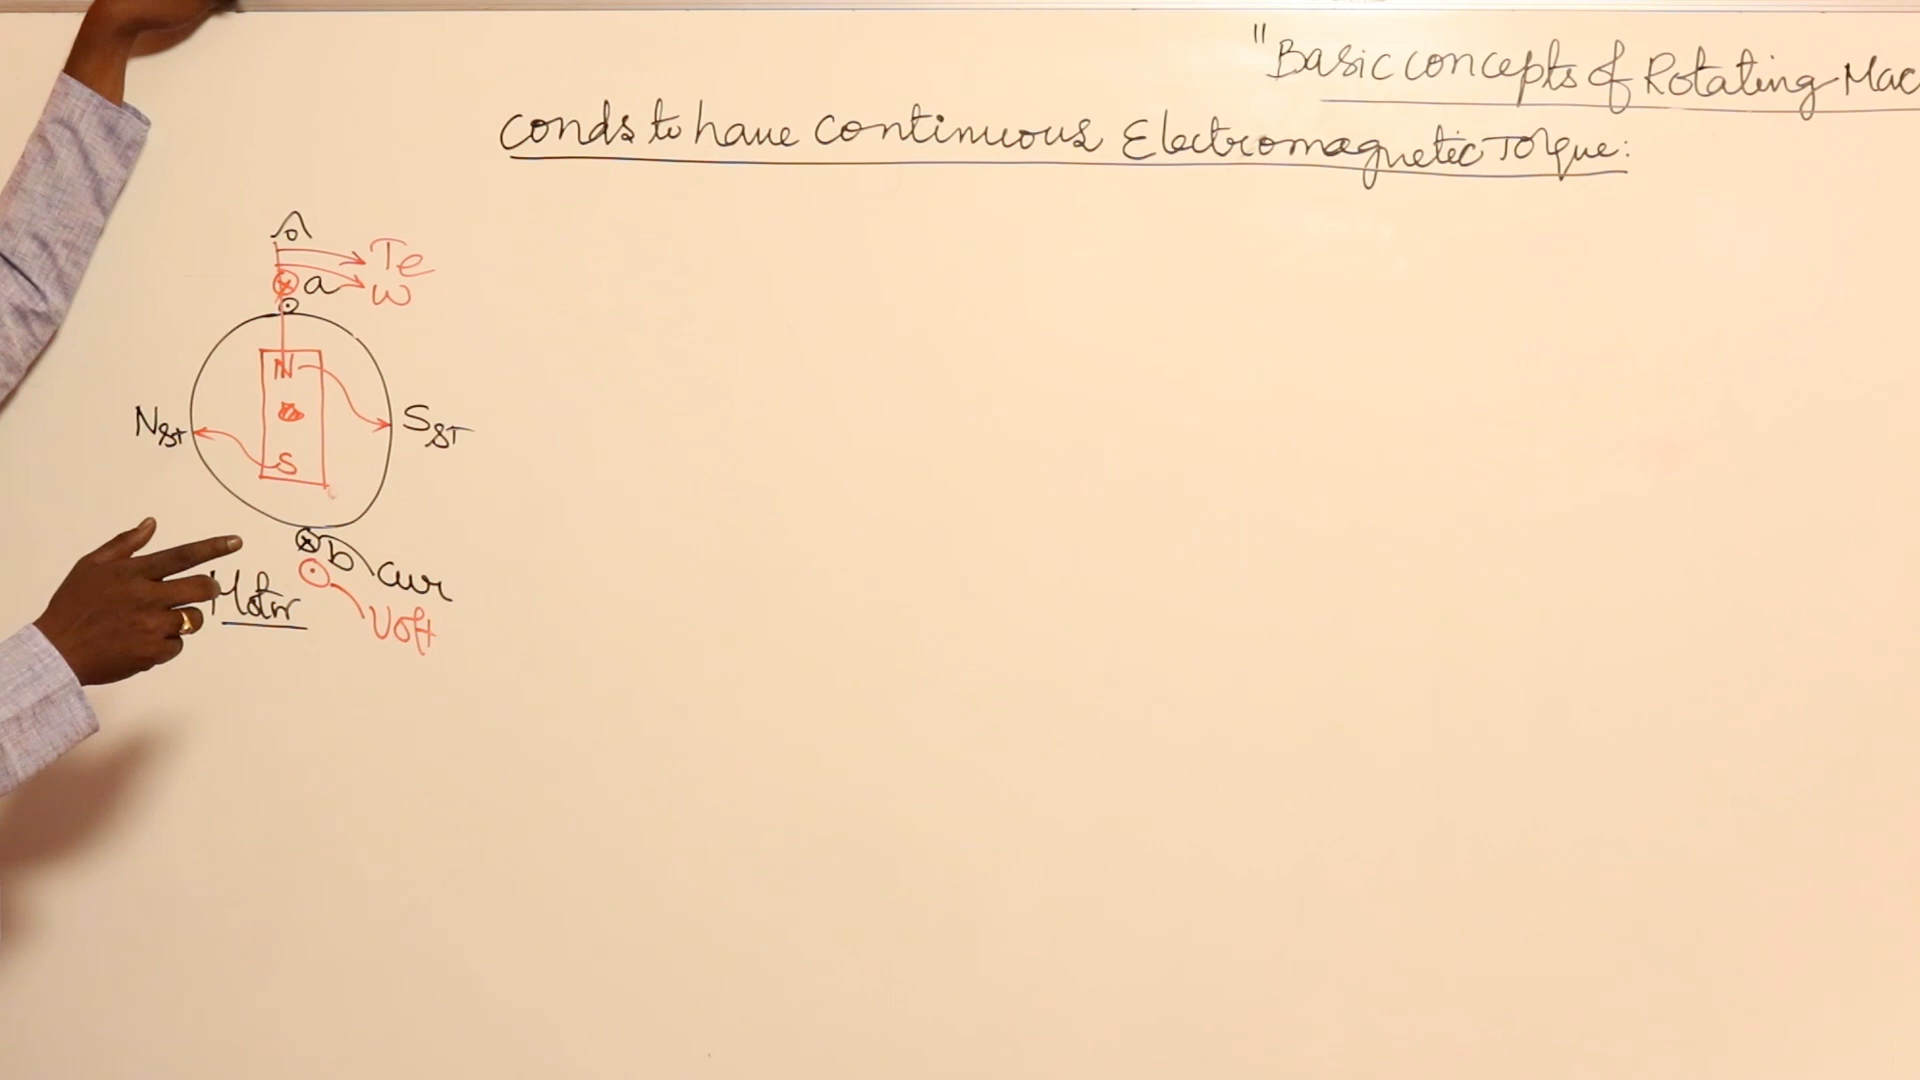 "Basic concepts of Rotating Mac
conds to have continuous Electromagnetic Torque:
Te
a
ω
N
Nst
Sst
S
b
cur
Motor
Volt